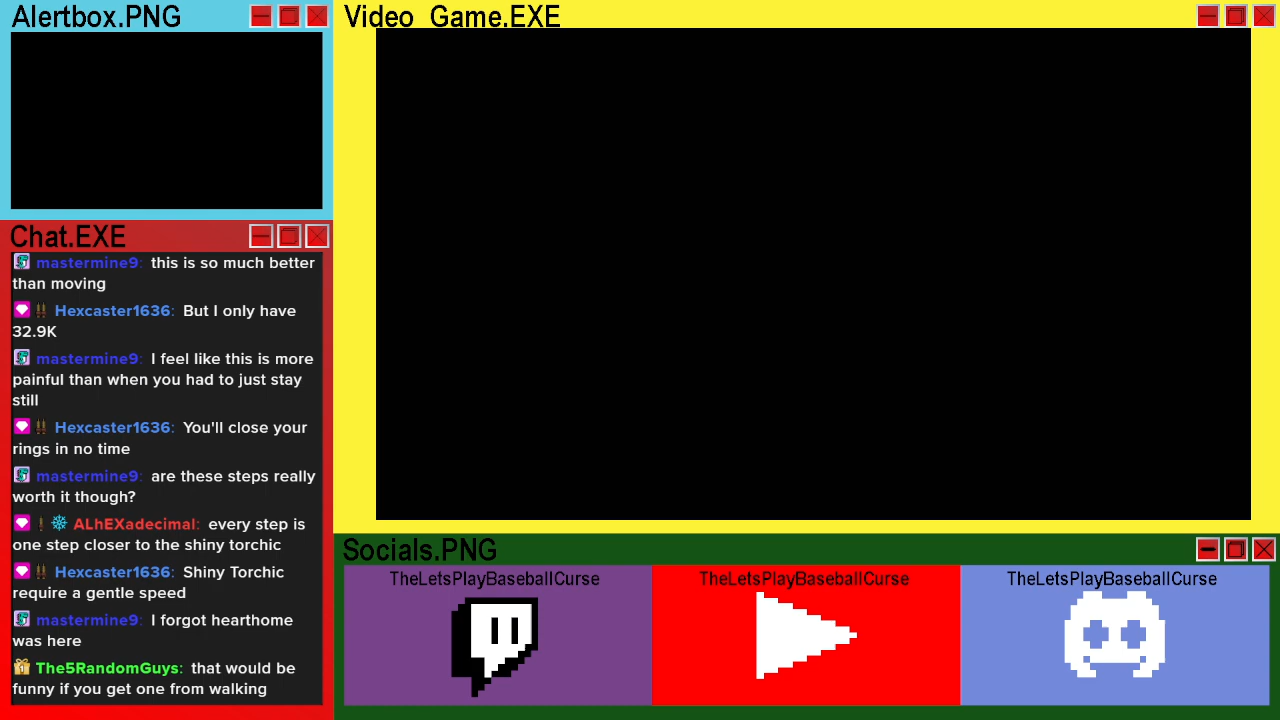 Alertbox.PNG
Video Game.EXE
Chat.EXE
mastermine9: this is so much better
than moving
Hexcaster1636: But I only have
32.9K
mastermine9: I feel like this is more
painful than when you had to just stay
still
Hexcaster1636: You'll close your
rings in no time
mastermine9: are these steps really
worth it though?
ALhEXadecimal: every step is
one step closer to the shiny torchic
Hexcaster1636: Shiny Torchic
require a gentle speed
mastermine9: I forgot hearthome
was here
The5RandomGuys: that would be
funny if you get one from walking
Socials.PNG
TheLetsPlayBaseballCurse
TheLetsPlayBaseballCurse
TheLetsPlayBaseballCurse